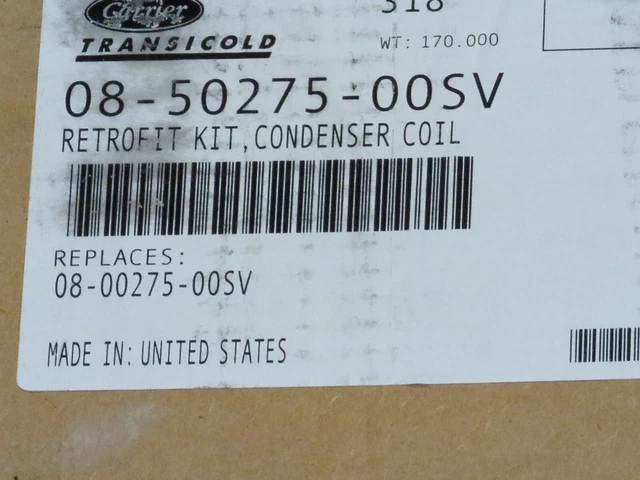 Carrier
318
TRANSICOLD
WT: 170.000
08-50275-00SV
RETROFIT KIT,CONDENSER COIL
REPLACES:
08-00275-00SV
MADE IN: UNITED STATES